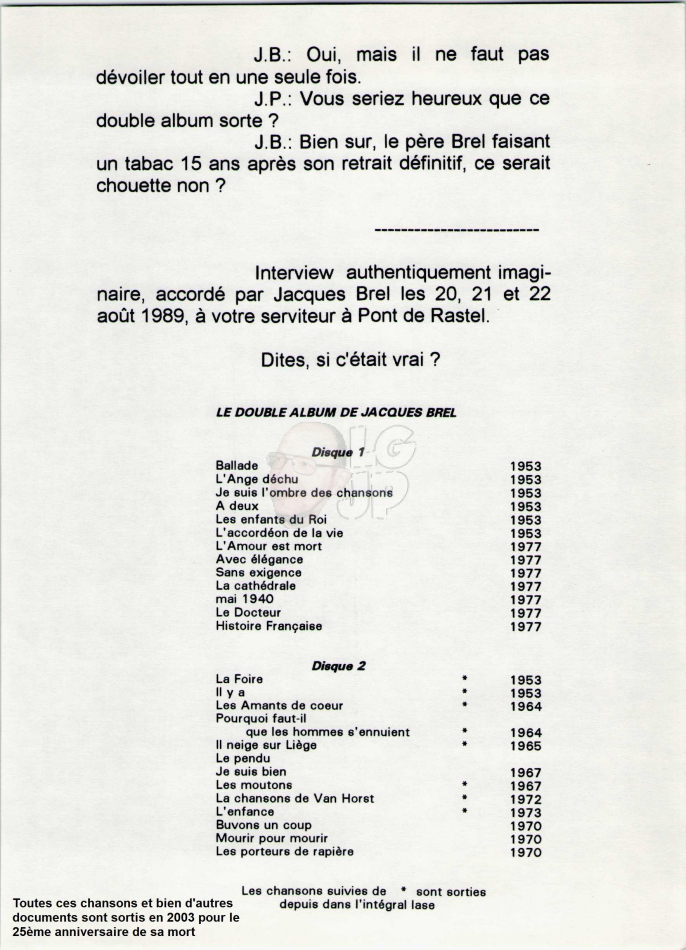 J.B.: Oui, mais il ne faut pas
dévoiler tout en une seule fois.
J.P.: Vous seriez heureux que ce
double album sorte ?
J.B.: Bien sur, le père Brel faisant
un tabac 15 ans après son retrait définitif, ce serait
chouette non ?
-------------------------
Interview authentiquement imagi-
naire, accordé par Jacques Brel les 20, 21 et 22
août 1989, à votre serviteur à Pont de Rastel.
Dites, si c'était vrai ?
LE DOUBLE ALBUM DE JACQUES BREL
Disque 1
Ballade 1953
L'Ange déchu 1953
Je suis l'ombre des chansons 1953
A deux 1953
Les enfants du Roi 1953
L'accordéon de la vie 1953
L'Amour est mort 1977
Avec élégance 1977
Sans exigence 1977
La cathédrale 1977
mai 1940 1977
Le Docteur 1977
Histoire Française 1977
Disque 2
La Foire * 1953
Il y a * 1953
Les Amants de coeur * 1964
Pourquoi faut-il
que les hommes s'ennuient * 1964
Il neige sur Liège * 1965
Le pendu
Je suis bien 1967
Les moutons * 1967
La chansons de Van Horst * 1972
L'enfance * 1973
Buvons un coup 1970
Mourir pour mourir 1970
Les porteurs de rapière 1970
Les chansons suivies de * sont sorties
depuis dans l'intégral lase
Toutes ces chansons et bien d'autres
documents sont sortis en 2003 pour le
25ème anniversaire de sa mort
LG
JP